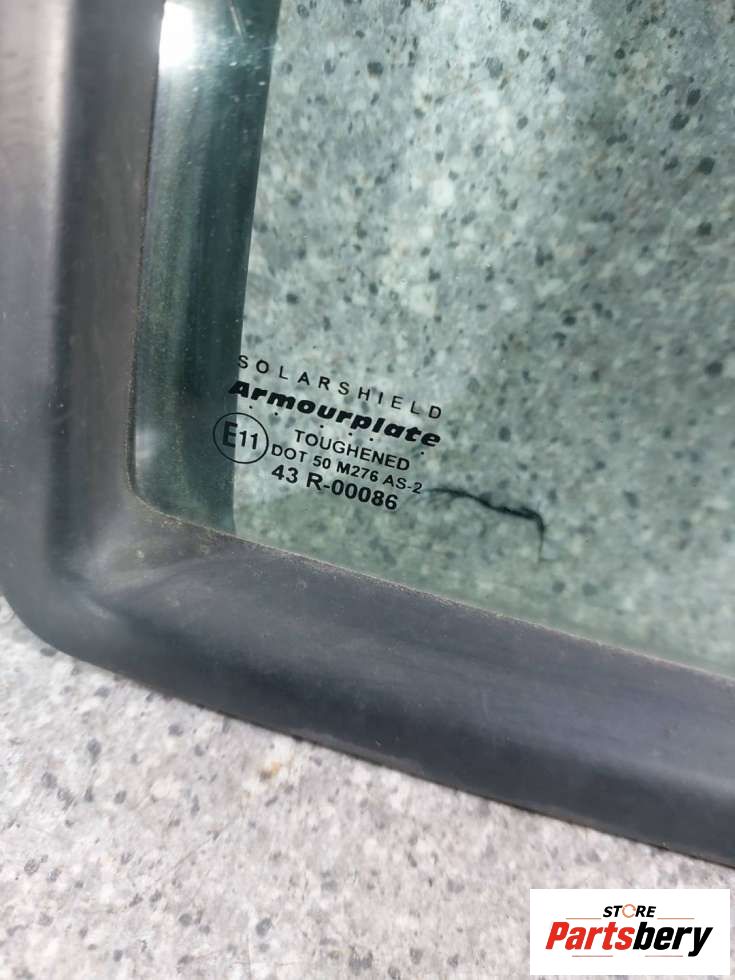 SOLARSHIELD
Armourplate
E11
TOUGHENED
DOT 50 M276 AS-2
43 R-00086
STORE
Partsbery